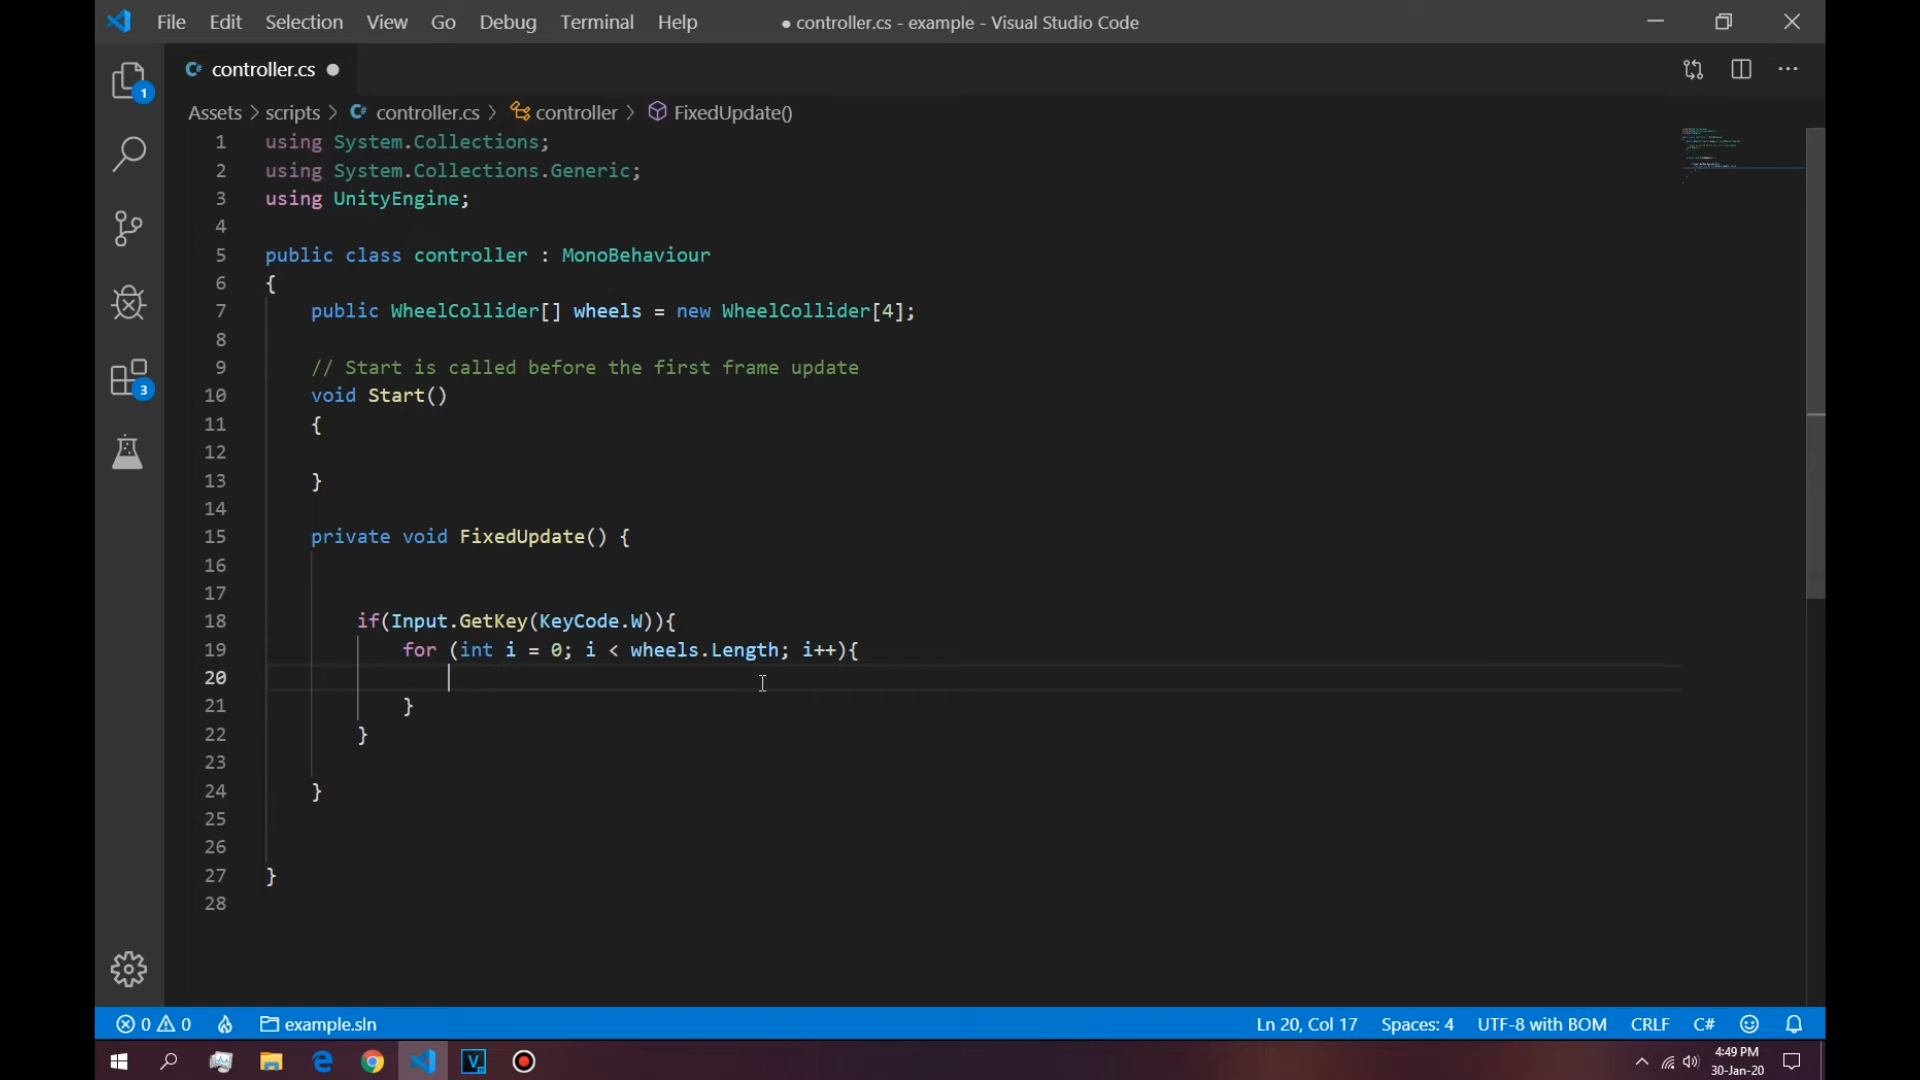 File Edit Selection View Go Debug Terminal Help ● controller.cs - example - Visual Studio Code
controller.cs
Assets > scripts > controller.cs > controller > FixedUpdate()
1 using System.Collections;
2 using System.Collections.Generic;
3 using UnityEngine;
4
5 public class controller : MonoBehaviour
6 {
7 public WheelCollider[] wheels = new WheelCollider[4];
8
9 // Start is called before the first frame update
10 void Start()
11 {
12
13 }
14
15 private void FixedUpdate() {
16
17
18 if(Input.GetKey(KeyCode.W)){
19 for (int i = 0; i < wheels.Length; i++){
20
21 }
22 }
23
24 }
25
26
27 }
28
1
3
0 0 example.sln Ln 20, Col 17 Spaces: 4 UTF-8 with BOM CRLF C#
4:49 PM
30-Jan-20